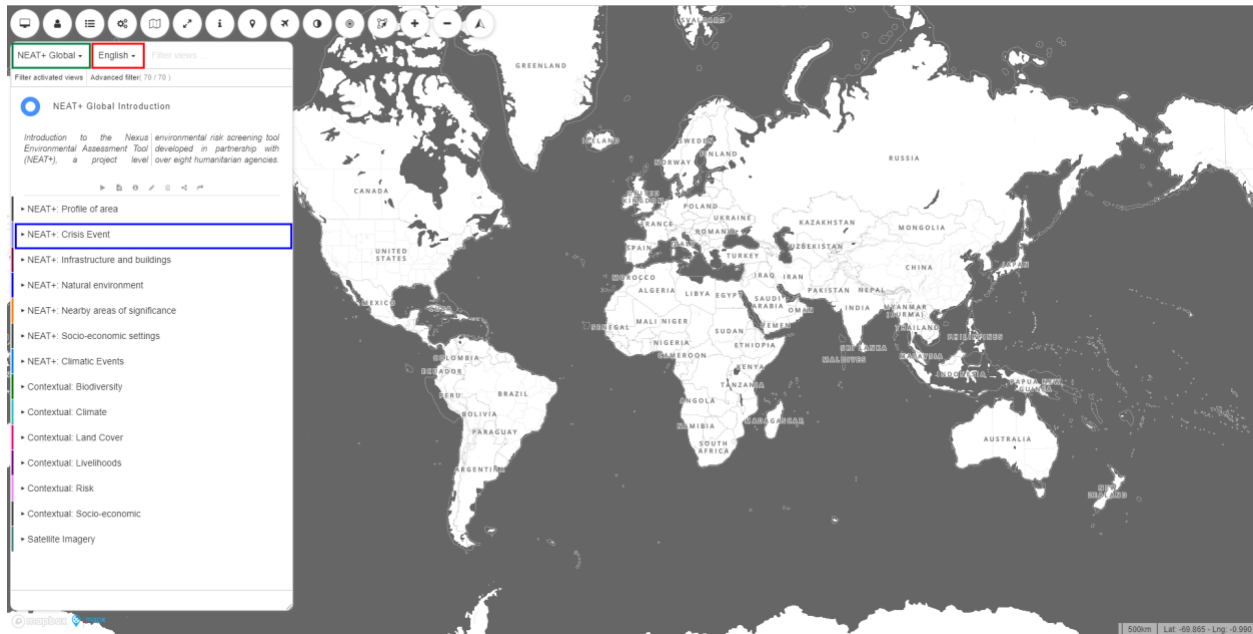 NEAT+ Global
English
Filter views ...
Filter activated views
Advanced filter( 70 / 70 )
NEAT+ Global Introduction
Introduction to the Nexus
Environmental Assessment Tool
(NEAT+), a project level
environmental risk screening tool
developed in partnership with
over eight humanitarian agencies.
NEAT+: Profile of area
NEAT+: Crisis Event
NEAT+: Infrastructure and buildings
NEAT+: Natural environment
NEAT+: Nearby areas of significance
NEAT+: Socio-economic settings
NEAT+: Climatic Events
Contextual: Biodiversity
Contextual: Climate
Contextual: Land Cover
Contextual: Livelihoods
Contextual: Risk
Contextual: Socio-economic
Satellite Imagery
SVALBARD
GREENLAND
ICELAND
SWEDEN
FINLAND
NORWAY
RUSSIA
CANADA
UNITED
KINGDOM
POLAND
UKRAINE
FRANCE
ROMANIA
KAZAKHSTAN
MONGOLIA
UNITED
STATES
SPAIN
ITALY
TURKEY
UZBEKISTAN
CHINA
JAPAN
MOROCCO
IRAQ
IRAN
ALGERIA
LIBYA
EGYPT
SAUDI
ARABIA
OMAN
PAKISTAN
NEPAL
INDIA
MYANMAR
(BURMA)
MEXICO
SENEGAL
MALI
NIGER
SUDAN
YEMEN
THAILAND
PHILIPPINES
NIGERIA
ETHIOPIA
CAMEROON
SRI LANKA
MALDIVES
MALAYSIA
COLOMBIA
ECUADOR
KENYA
INDONESIA
TANZANIA
PAPUA NEW
GUINEA
PERU
BRAZIL
ANGOLA
BOLIVIA
NAMIBIA
MADAGASCAR
PARAGUAY
SOUTH
AFRICA
AUSTRALIA
ARGENTINA
NEW
ZEALAND
mapbox
500km
Lat: -69.865 - Lng: -0.990